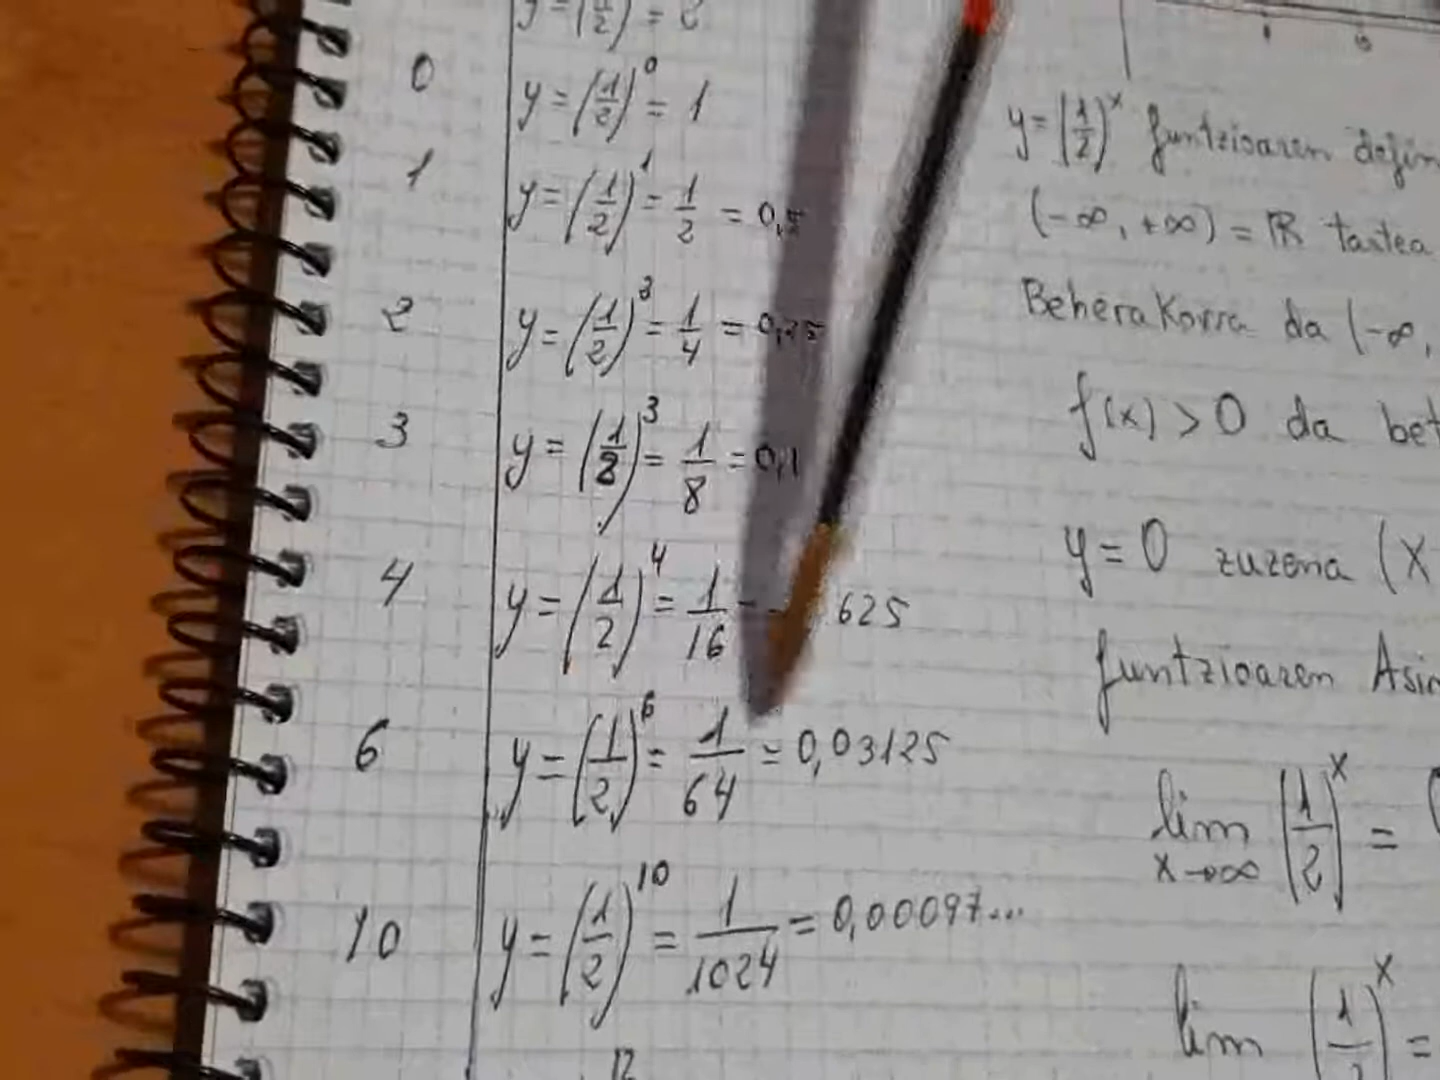 0 y = (1/2)^0 = 1
1 y = (1/2)^1 = 1/2 = 0,5
2 y = (1/2)^2 = 1/4 = 0,25
3 y = (1/2)^3 = 1/8 = 0,1
4 y = (1/2)^4 = 1/16 = 625
6 y = (1/2)^6 = 1/64 = 0,03125
10 y = (1/2)^10 = 1/1024 = 0,00097...
12
y = (1/2)^x funtzioaren
(-∞, +∞) = ℝ tartea
Beherakorra da (-∞,
f(x) > 0 da
y = 0 zuzena (X
funtzioaren
lim x→∞ (1/2)^x =
lim (1/2)^x =